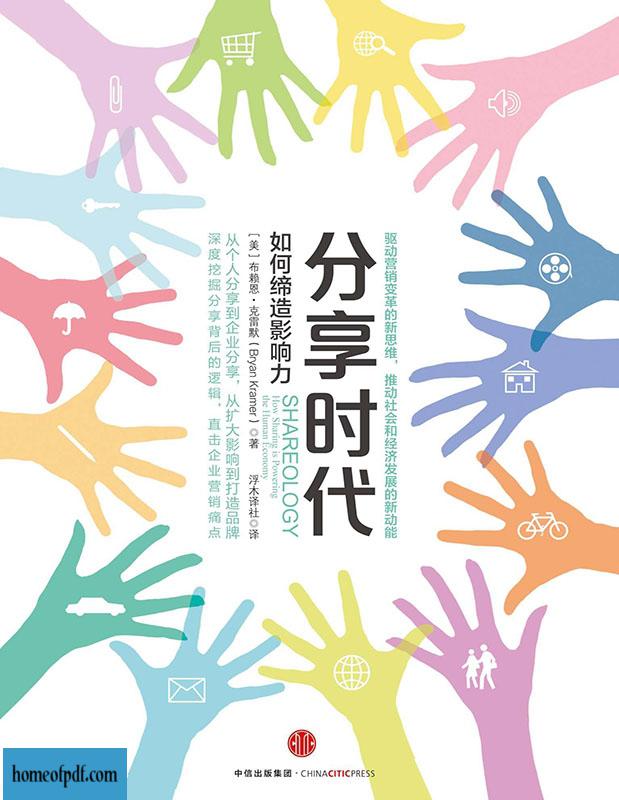 驱动营销变革的新思维，推动社会和经济发展的新动能
分享时代
SHAREOLOGY
How Sharing is Powering
the Human Economy
如何缔造影响力
［美］布赖恩·克雷默（Bryan Kramer）◎著 浮木译社◎译
从个人分享到企业分享，从扩大影响到打造品牌
深度挖掘分享背后的逻辑，直击企业营销痛点
中信出版集团·CHINACITICPRESS
homeofpdf.com